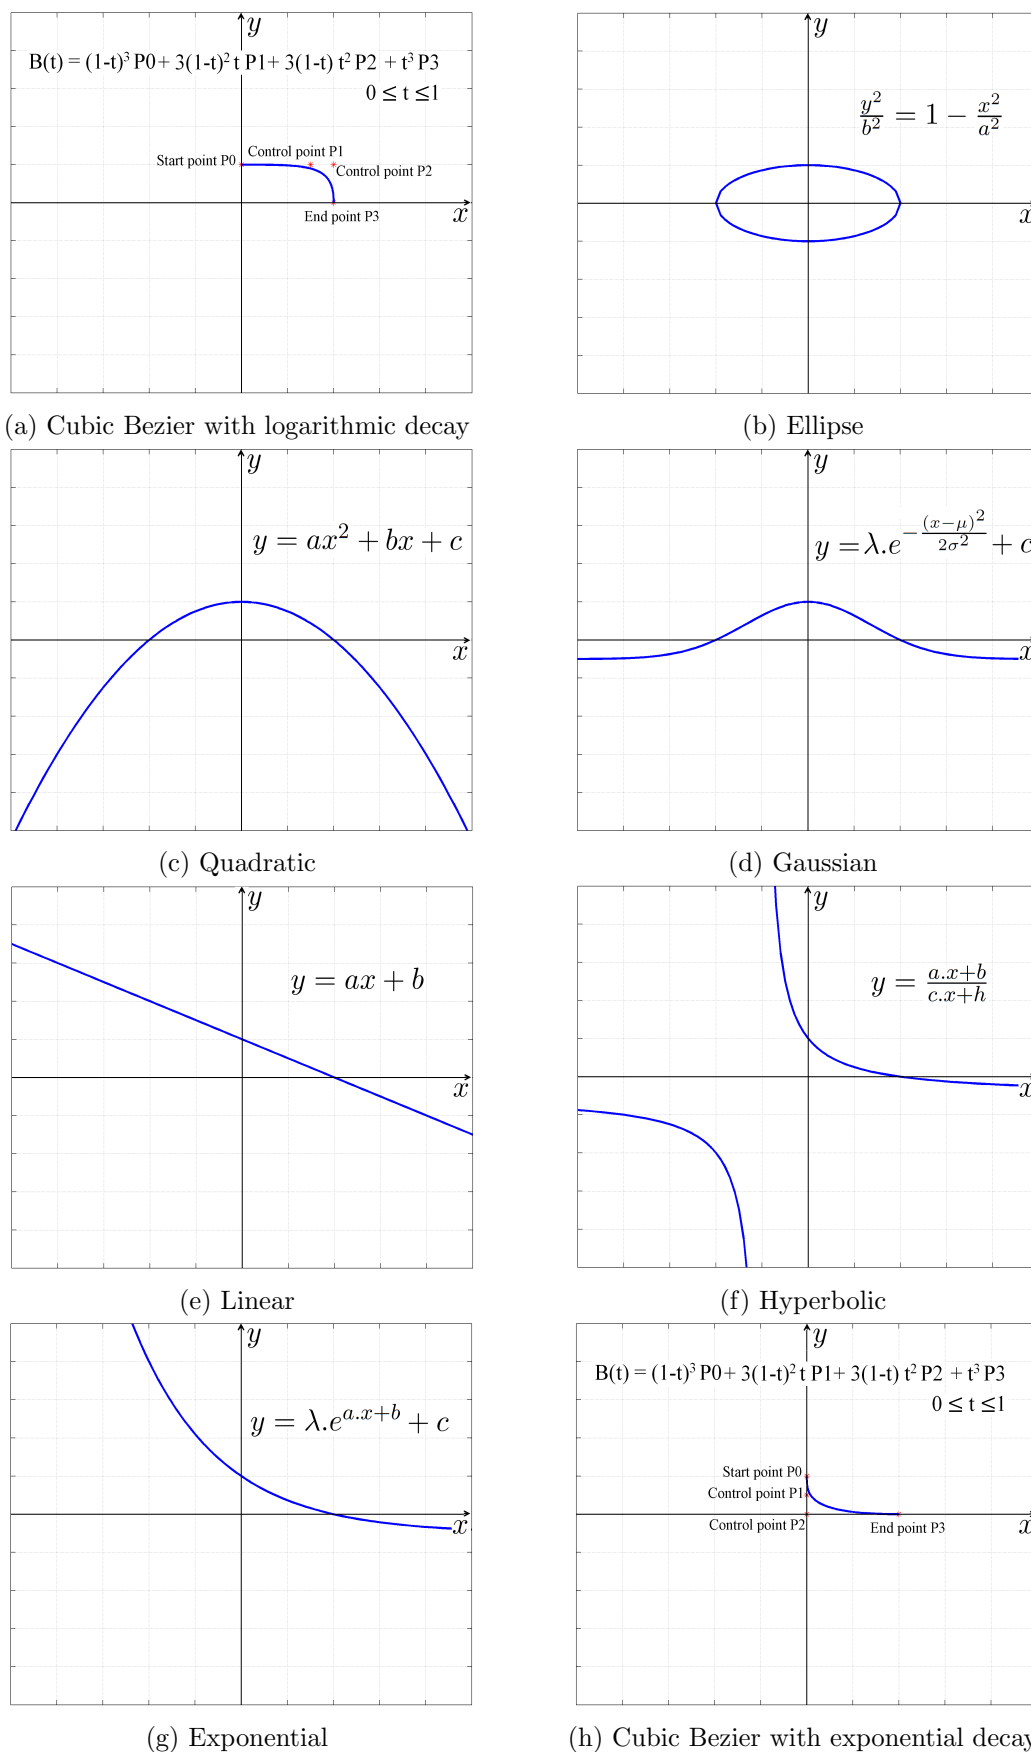 y
B(t) = (1-t)³ P0 + 3(1-t)² t P1 + 3(1-t) t² P2 + t³ P3
0 ≤ t ≤1
Start point P0
Control point P1
Control point P2
End point P3
x
(a) Cubic Bezier with logarithmic decay
y
y²/b² = 1 − x²/a²
x
(b) Ellipse
y
y = ax² + bx + c
x
(c) Quadratic
y
y = λ.e^{−(x−μ)²/2σ²} + c
x
(d) Gaussian
y
y = ax + b
x
(e) Linear
y
y = a.x+b/c.x+h
x
(f) Hyperbolic
y
y = λ.e^{a.x+b} + c
x
(g) Exponential
y
B(t) = (1-t)³ P0 + 3(1-t)² t P1 + 3(1-t) t² P2 + t³ P3
0 ≤ t ≤1
Start point P0
Control point P1
Control point P2
End point P3
x
(h) Cubic Bezier with exponential decay